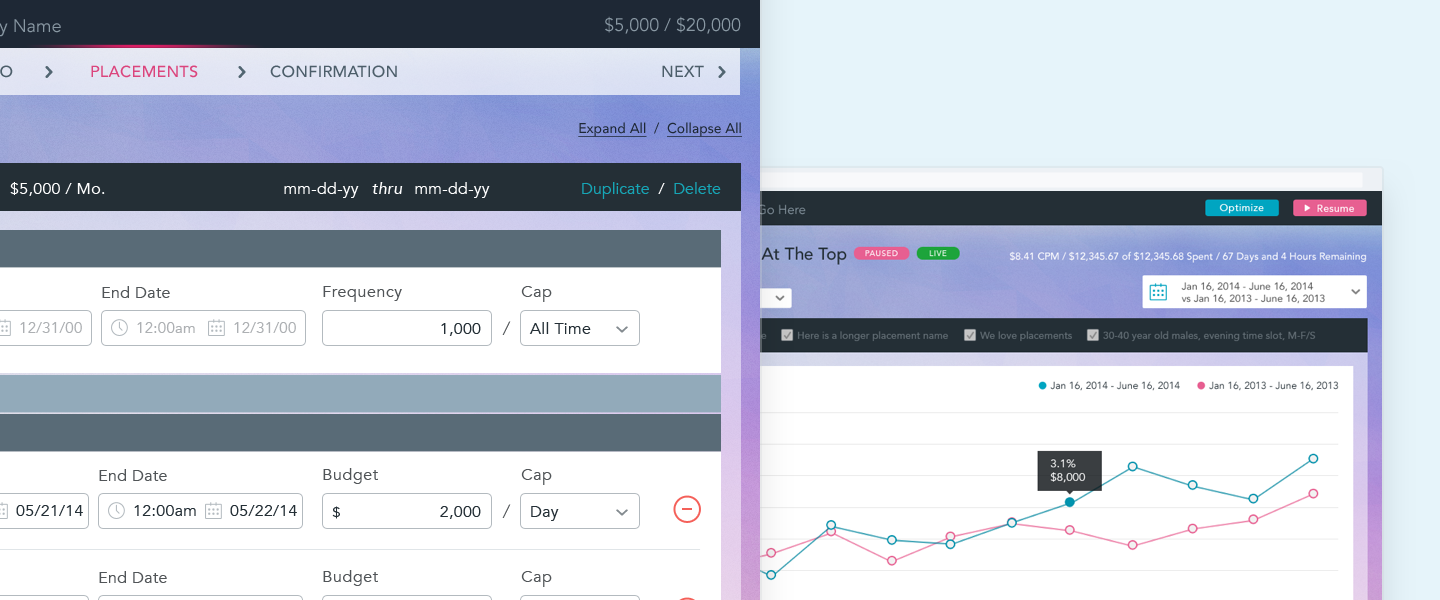 y Name
$5,000 / $20,000
O
PLACEMENTS
CONFIRMATION
NEXT
Expand All / Collapse All
$5,000 / Mo.
mm-dd-yy thru mm-dd-yy
Duplicate / Delete
End Date
Frequency
Cap
12/31/00
12:00am
12/31/00
1,000
/
All Time
End Date
Budget
Cap
05/21/14
12:00am
05/22/14
$
2,000
/
Day
End Date
Budget
Cap
Go Here
Optimize
Resume
At The Top
PAUSED
LIVE
$8.41 CPM / $12,345.67 of $12,345.68 Spent / 67 Days and 4 Hours Remaining
Jan 16, 2014 - June 16, 2014
vs Jan 16, 2013 - June 16, 2013
e
Here is a longer placement name
We love placements
30-40 year old males, evening time slot, M-F/S
Jan 16, 2014 - June 16, 2014
Jan 16, 2013 - June 16, 2013
3.1%
$8,000